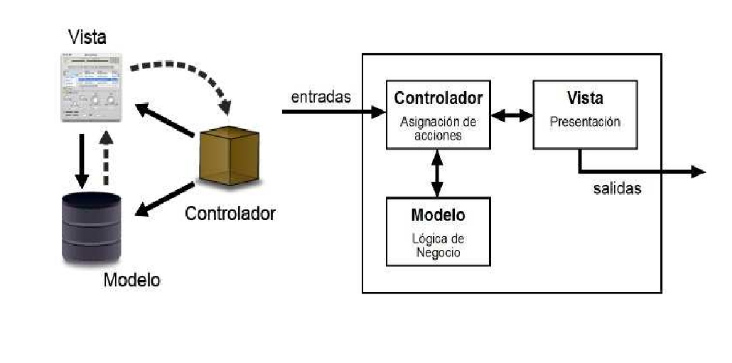 Vista
Controlador
Modelo
entradas
Controlador
Asignación de
acciones
Vista
Presentación
Modelo
Lógica de
Negocio
salidas